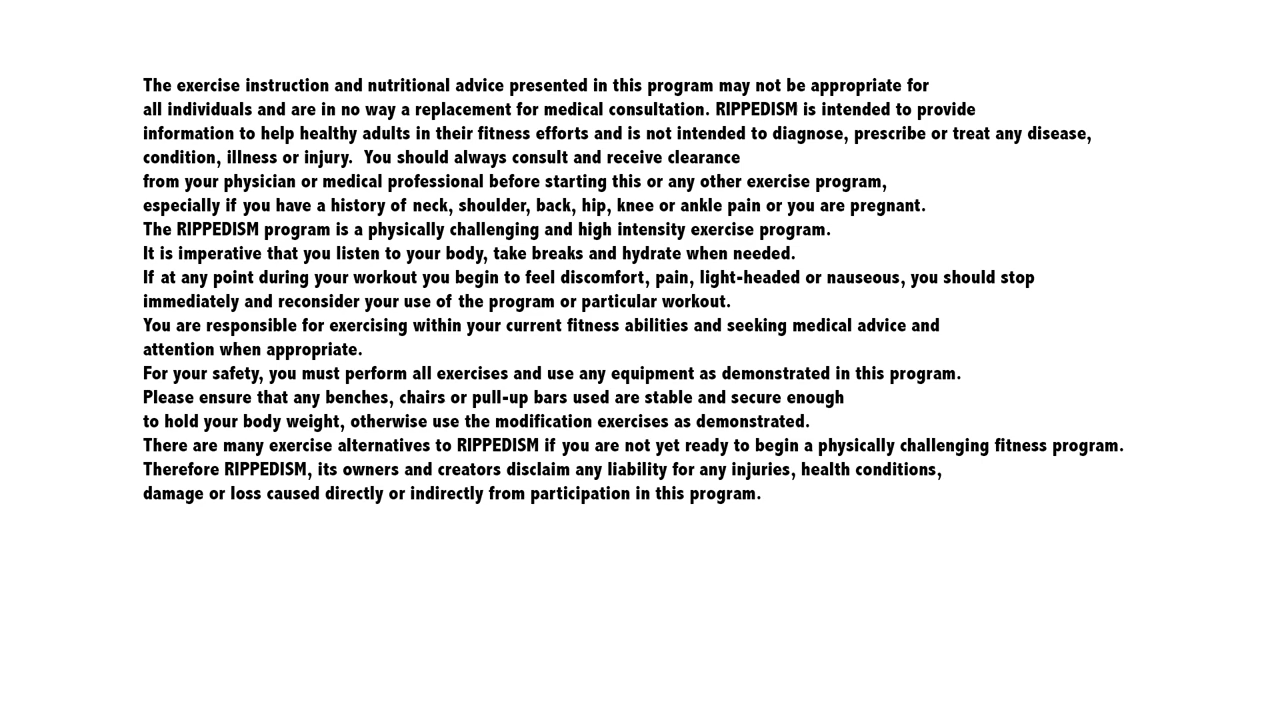 The exercise instruction and nutritional advice presented in this program may not be appropriate for
all individuals and are in no way a replacement for medical consultation. RIPPEDISM is intended to provide
information to help healthy adults in their fitness efforts and is not intended to diagnose, prescribe or treat any disease,
condition, illness or injury.  You should always consult and receive clearance
from your physician or medical professional before starting this or any other exercise program,
especially if you have a history of neck, shoulder, back, hip, knee or ankle pain or you are pregnant.
The RIPPEDISM program is a physically challenging and high intensity exercise program.
It is imperative that you listen to your body, take breaks and hydrate when needed.
If at any point during your workout you begin to feel discomfort, pain, light-headed or nauseous, you should stop
immediately and reconsider your use of the program or particular workout.
You are responsible for exercising within your current fitness abilities and seeking medical advice and
attention when appropriate.
For your safety, you must perform all exercises and use any equipment as demonstrated in this program.
Please ensure that any benches, chairs or pull-up bars used are stable and secure enough
to hold your body weight, otherwise use the modification exercises as demonstrated.
There are many exercise alternatives to RIPPEDISM if you are not yet ready to begin a physically challenging fitness program.
Therefore RIPPEDISM, its owners and creators disclaim any liability for any injuries, health conditions,
damage or loss caused directly or indirectly from participation in this program.